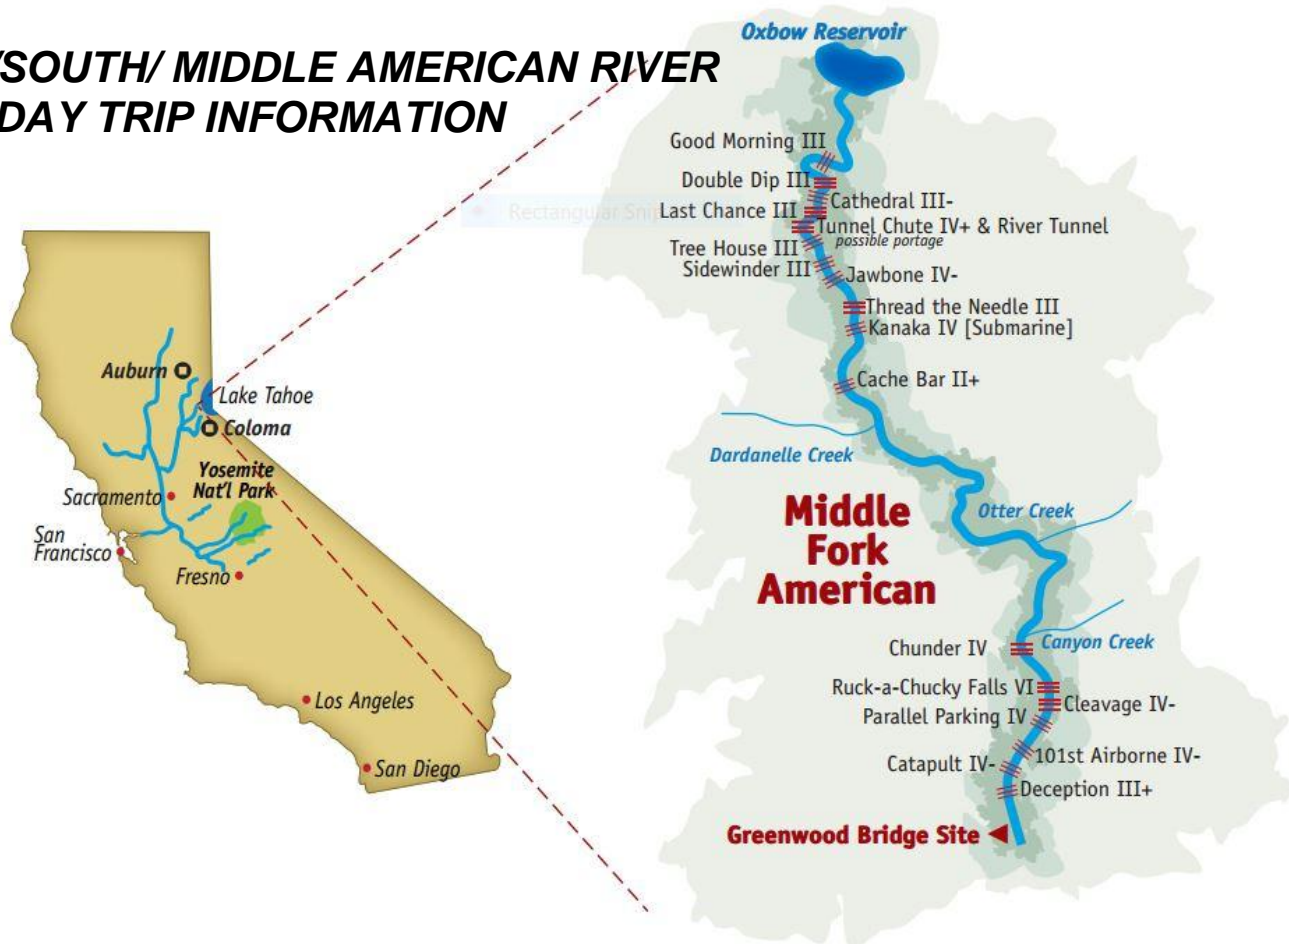 /SOUTH/ MIDDLE AMERICAN RIVER
DAY TRIP INFORMATION
Oxbow Reservoir
Good Morning III
Double Dip III
Cathedral III-
Last Chance III
Tunnel Chute IV+ & River Tunnel
possible portage
Tree House III
Sidewinder III
Jawbone IV-
Thread the Needle III
Kanaka IV [Submarine]
Cache Bar II+
Dardanelle Creek
Otter Creek
Middle
Fork
American
Canyon Creek
Chunder IV
Ruck-a-Chucky Falls VI
Cleavage IV-
Parallel Parking IV
101st Airborne IV-
Catapult IV-
Deception III+
Greenwood Bridge Site
Rectangular Snip
Auburn
Lake Tahoe
Coloma
Yosemite
Nat'l Park
Sacramento
San
Francisco
Fresno
Los Angeles
San Diego